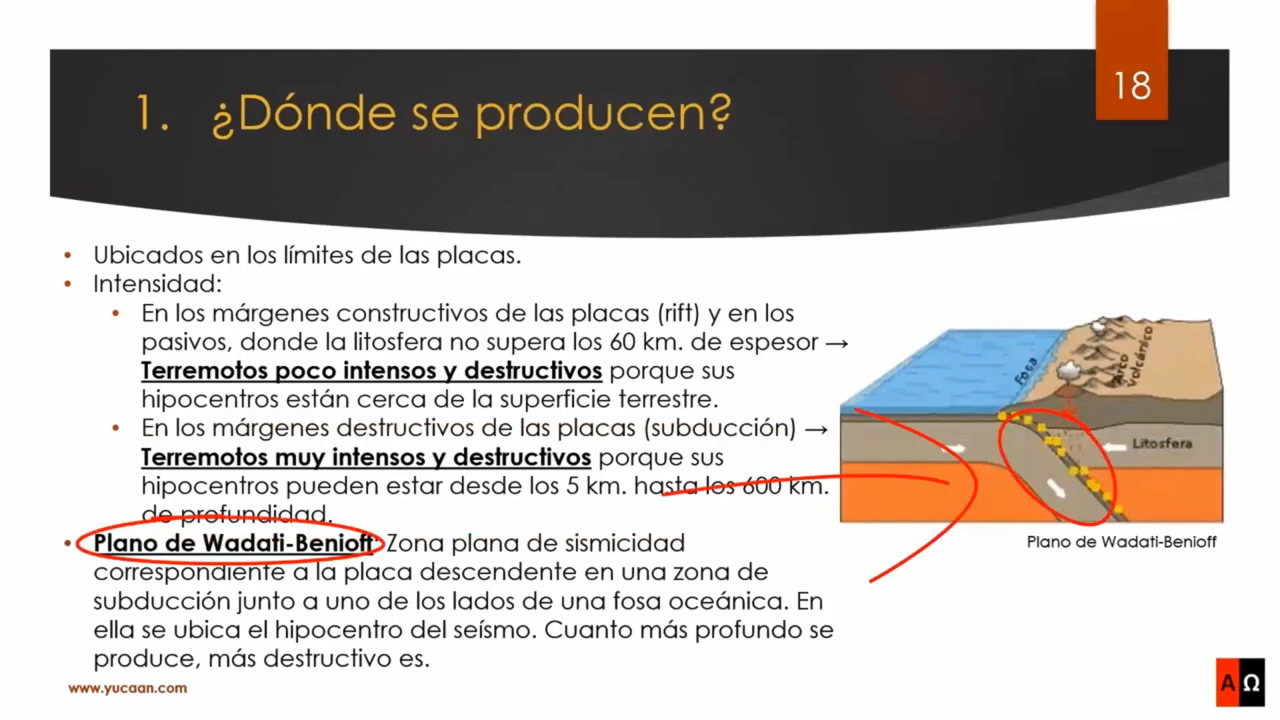 18
1. ¿Dónde se producen?
• Ubicados en los límites de las placas.
• Intensidad:
• En los márgenes constructivos de las placas (rift) y en los
pasivos, donde la litosfera no supera los 60 km. de espesor →
Terremotos poco intensos y destructivos porque sus
hipocentros están cerca de la superficie terrestre.
• En los márgenes destructivos de las placas (subducción) →
Terremotos muy intensos y destructivos porque sus
hipocentros pueden estar desde los 5 km. hasta los 600 km.
de profundidad.
• Plano de Wadati-Benioff: Zona plana de sismicidad
correspondiente a la placa descendente en una zona de
subducción junto a uno de los lados de una fosa oceánica. En
ella se ubica el hipocentro del seísmo. Cuanto más profundo se
produce, más destructivo es.
Fosa
Arco
volcánico
Litosfera
Plano de Wadati-Benioff
www.yucaan.com
A Ω